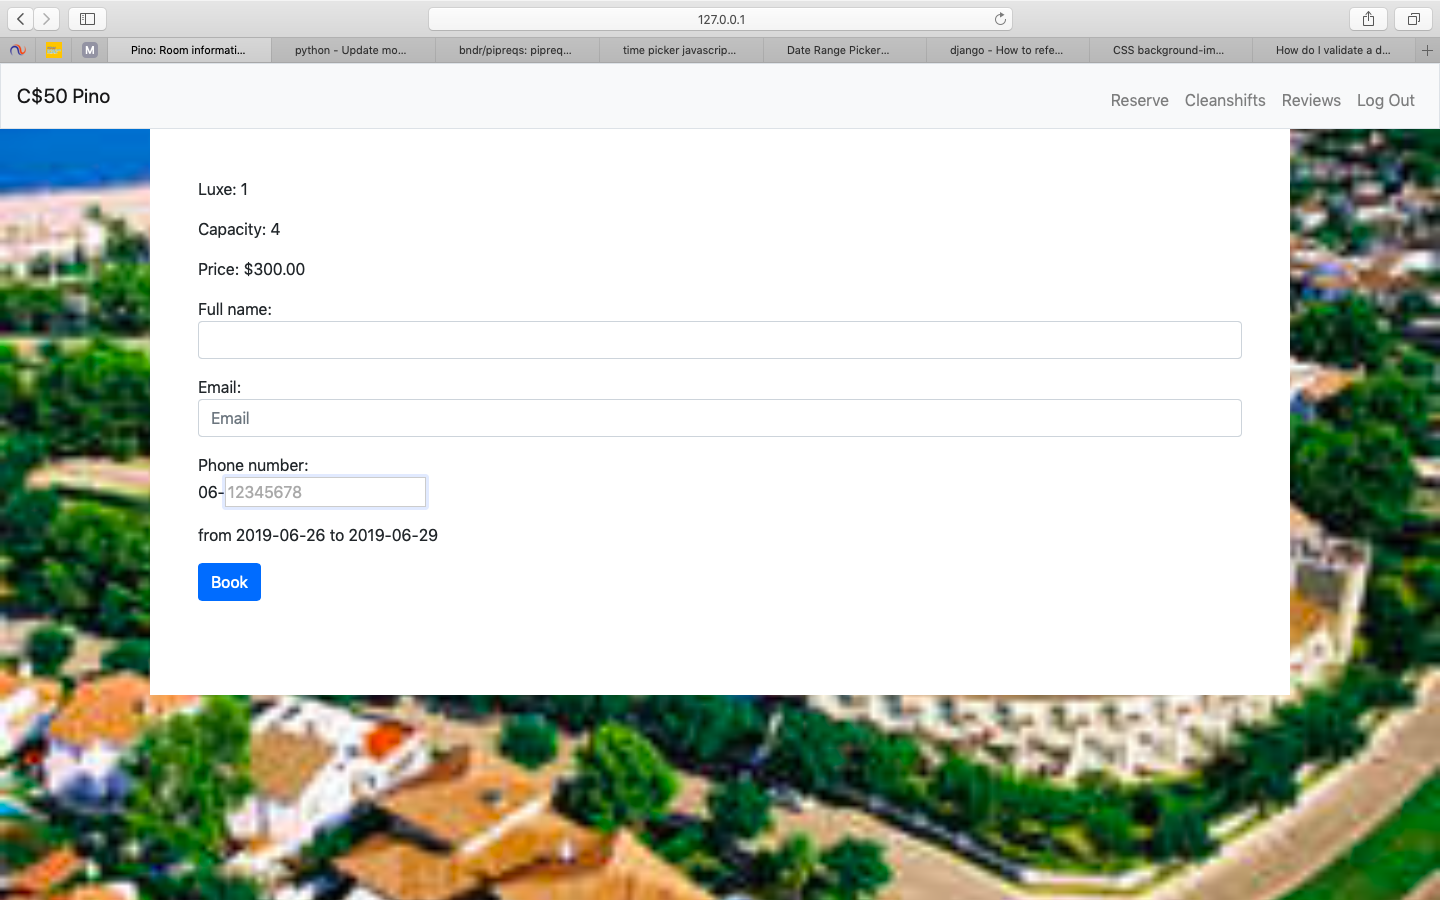 127.0.0.1
M
Pino: Room informati...
python - Update mo...
bndr/pipreqs: pipreq...
time picker javascrip...
Date Range Picker...
django - How to refe...
CSS background-im...
How do I validate a d...
C$50 Pino
Reserve
Cleanshifts
Reviews
Log Out
Luxe: 1
Capacity: 4
Price: $300.00
Full name:
Email:
Email
Phone number:
06-12345678
from 2019-06-26 to 2019-06-29
Book